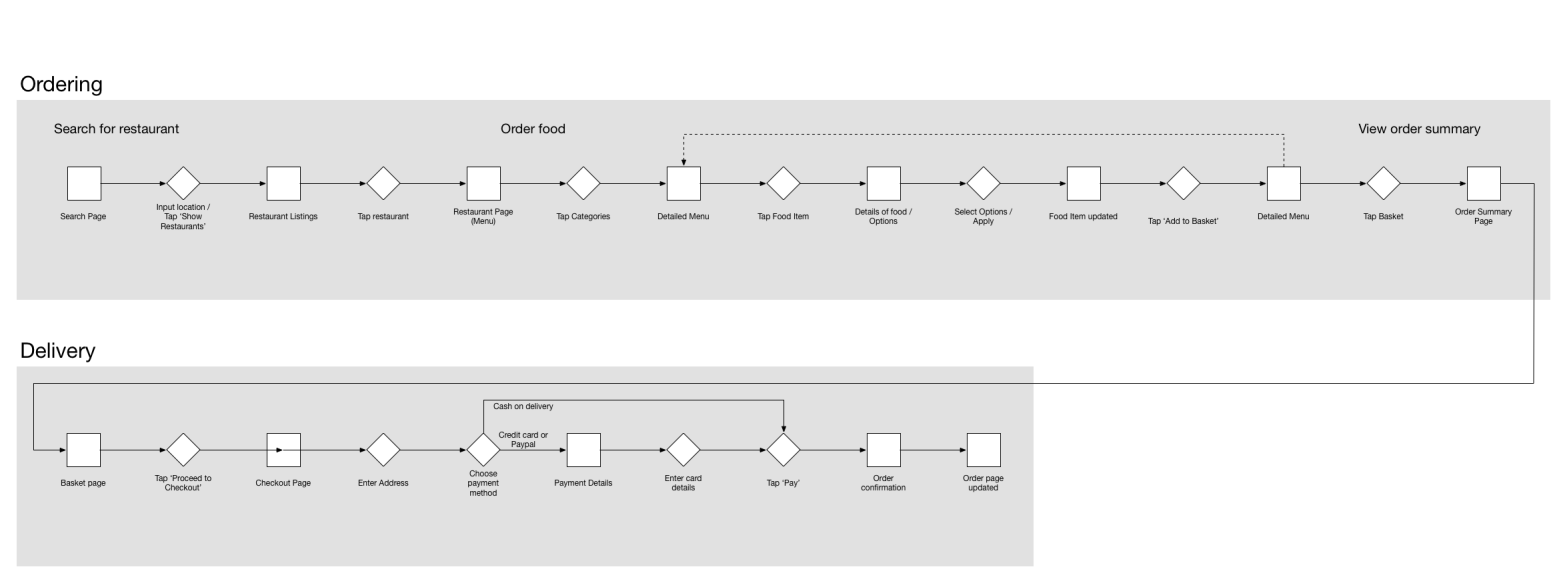 Ordering
Search for restaurant
Order food
View order summary
Search Page
Input location /
Tap ‘Show
Restaurants’
Restaurant Listings
Tap restaurant
Restaurant Page
(Menu)
Tap Categories
Detailed Menu
Tap Food Item
Details of food /
Options
Select Options /
Apply
Food Item updated
Tap ‘Add to Basket’
Detailed Menu
Tap Basket
Order Summary
Page
Delivery
Cash on delivery
Credit card or
Paypal
Basket page
Tap ‘Proceed to
Checkout’
Checkout Page
Enter Address
Choose
payment
method
Payment Details
Enter card
details
Tap ‘Pay’
Order
confirmation
Order page
updated